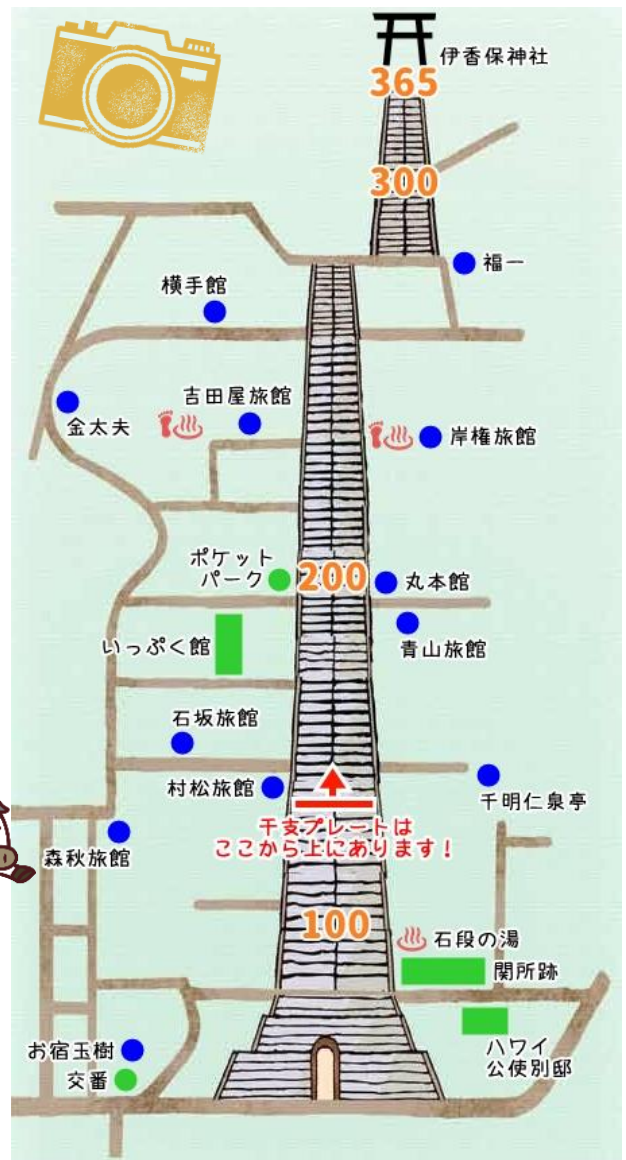 伊香保神社
365
300
福一
横手館
吉田屋旅館
金太夫
岸権旅館
ポケット
パーク
200
丸本館
いっぷく館
青山旅館
石坂旅館
村松旅館
千明仁泉亭
干支プレートは
ここから上にあります!
森秋旅館
100
石段の湯
関所跡
お宿玉樹
ハワイ
公使別邸
交番